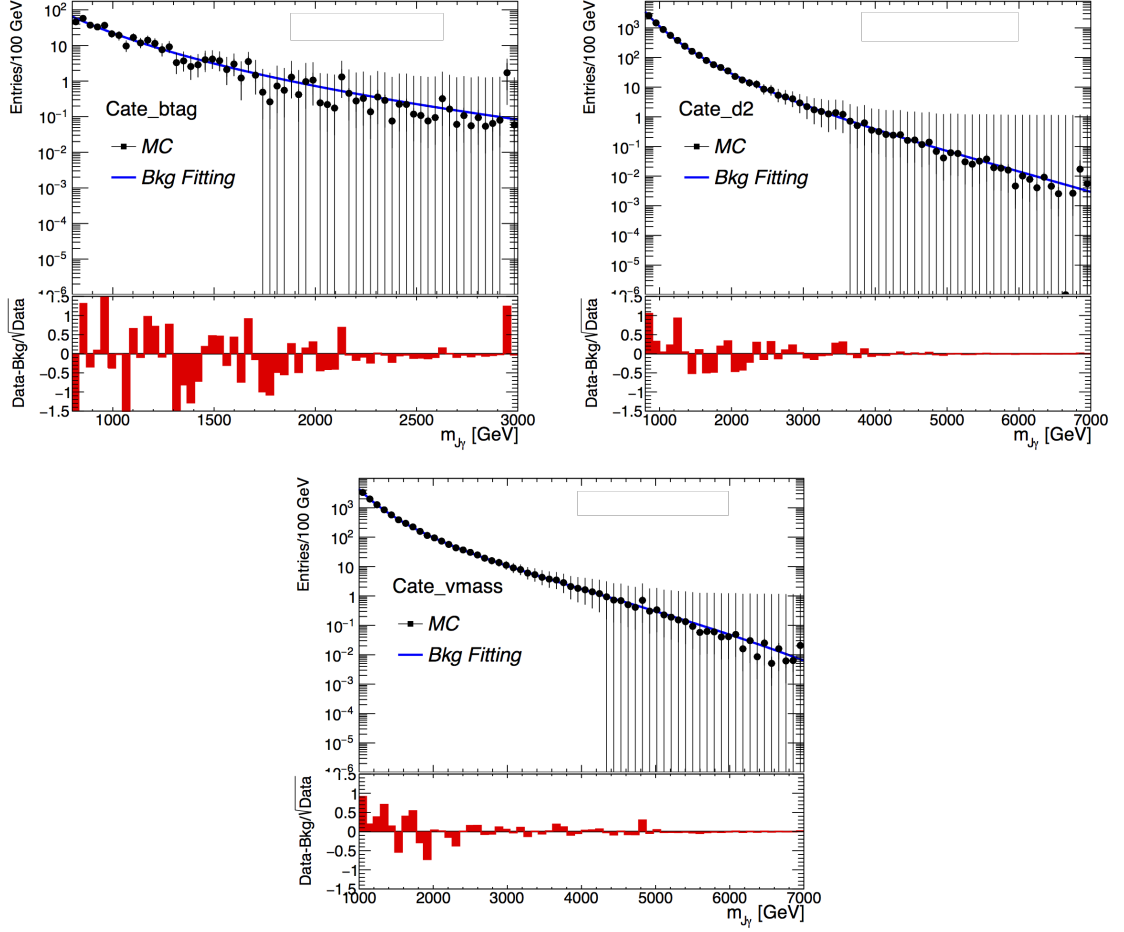 Entries/100 GeV
10²
10
1
10⁻¹
10⁻²
10⁻³
10⁻⁴
10⁻⁵
10⁻⁶
Cate_btag
MC
Bkg Fitting
Data-Bkg/√Data
1.5
1
0.5
0
−0.5
−1
−1.5
1000 1500 2000 2500 3000
m_Jγ [GeV]
Entries/100 GeV
10³
10²
10
1
10⁻¹
10⁻²
10⁻³
10⁻⁴
10⁻⁵
10⁻⁶
Cate_d2
MC
Bkg Fitting
Data-Bkg/√Data
1.5
1
0.5
0
−0.5
−1
−1.5
1000 2000 3000 4000 5000 6000 7000
m_Jγ [GeV]
Entries/100 GeV
10³
10²
10
1
10⁻¹
10⁻²
10⁻³
10⁻⁴
10⁻⁵
10⁻⁶
Cate_vmass
MC
Bkg Fitting
Data-Bkg/√Data
1.5
1
0.5
0
−0.5
−1
−1.5
1000 2000 3000 4000 5000 6000 7000
m_Jγ [GeV]